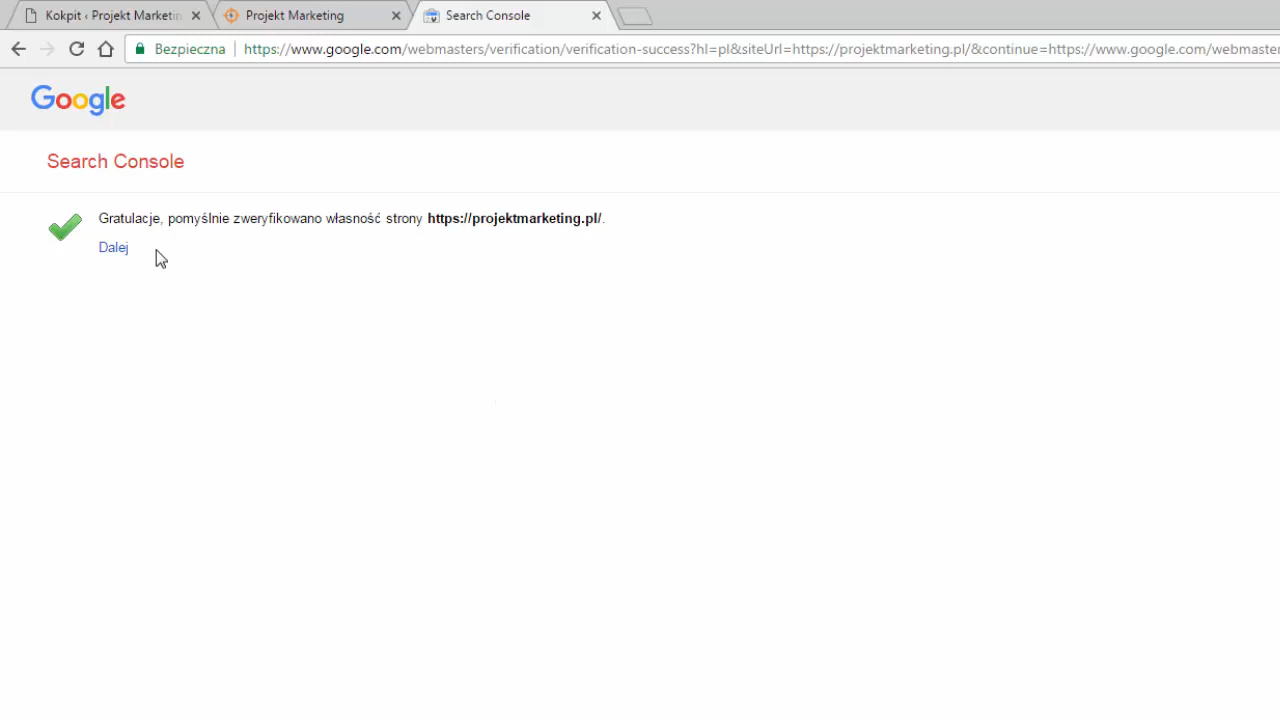 Kokpit ‹ Projekt Marketin
Projekt Marketing
Search Console
Bezpieczna
https://www.google.com/webmasters/verification/verification-success?hl=pl&siteUrl=https://projektmarketing.pl/&continue=https://www.google.com/webmaster
Google
Search Console
Gratulacje, pomyślnie zweryfikowano własność strony https://projektmarketing.pl/.
Dalej